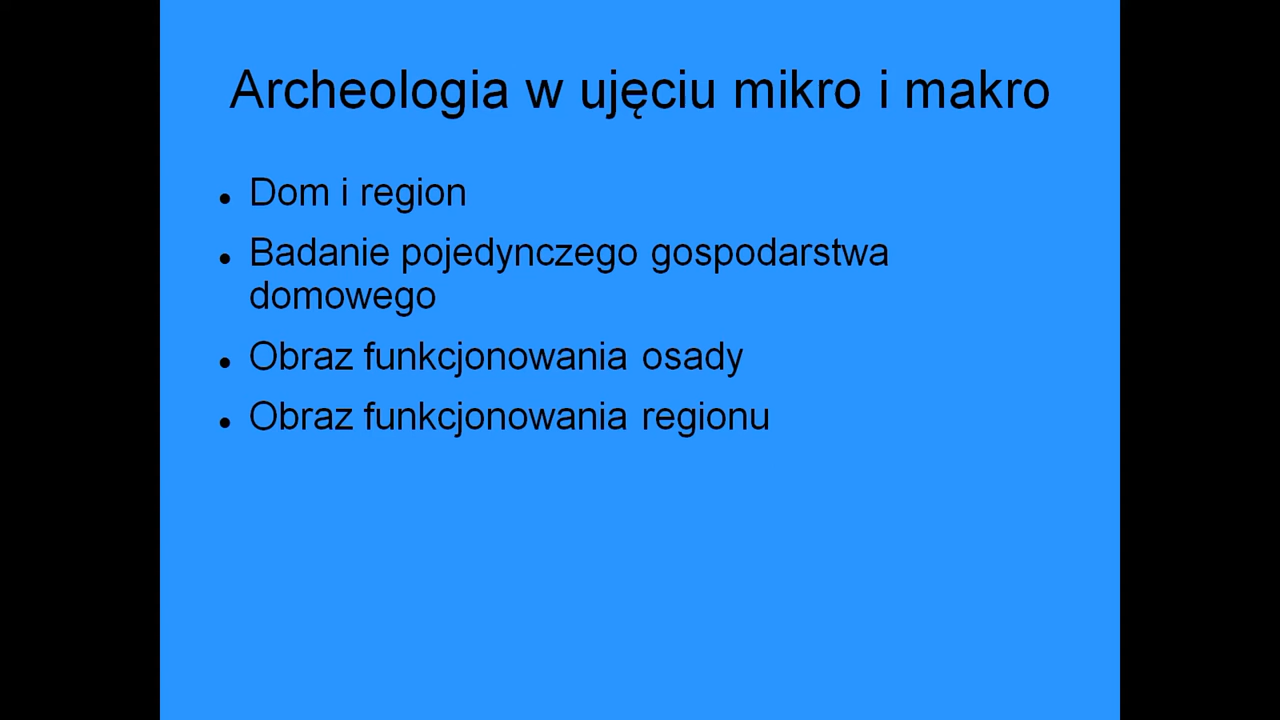 Archeologia w ujęciu mikro i makro
● Dom i region
● Badanie pojedynczego gospodarstwa
domowego
● Obraz funkcjonowania osady
● Obraz funkcjonowania regionu